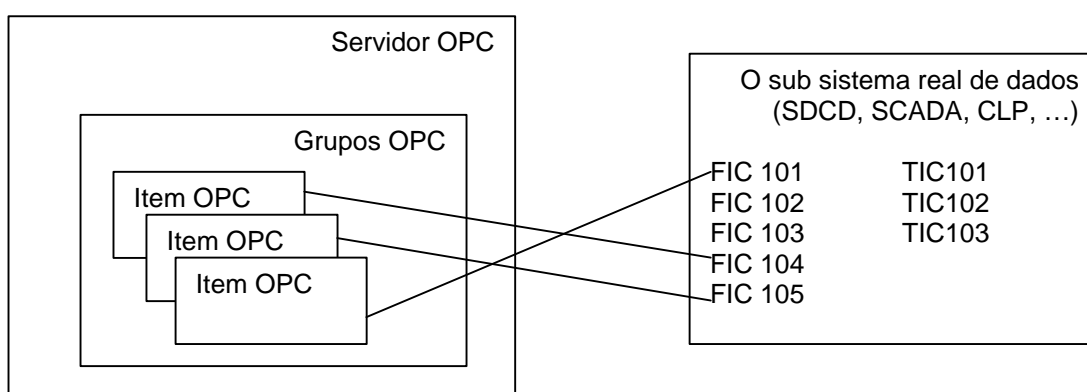 Servidor OPC
Grupos OPC
Item OPC
Item OPC
Item OPC
O sub sistema real de dados
(SDCD, SCADA, CLP, …)
FIC 101 TIC101
FIC 102 TIC102
FIC 103 TIC103
FIC 104
FIC 105